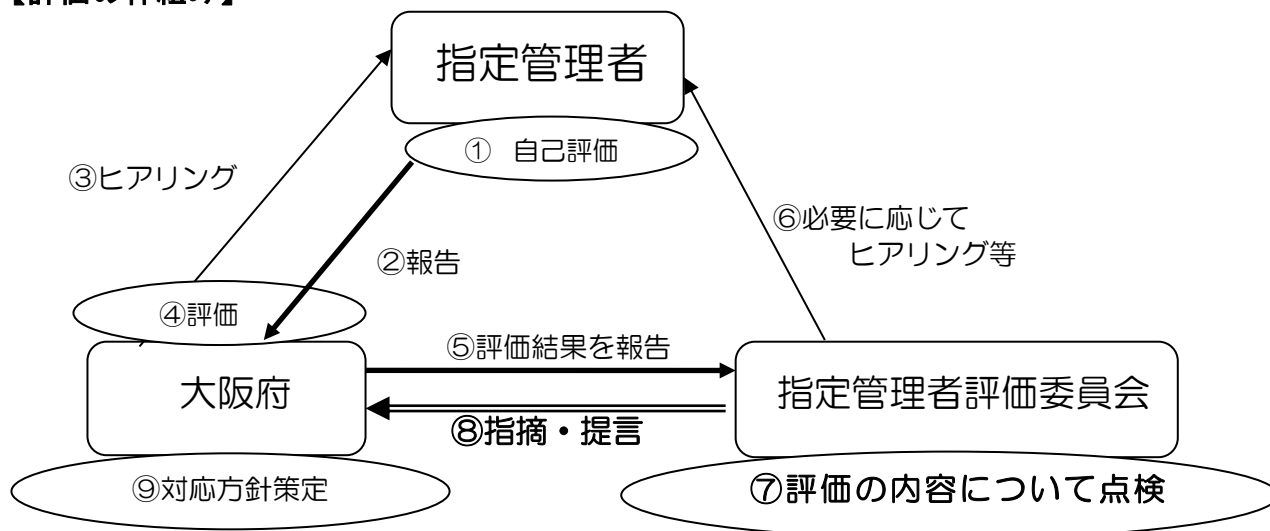 【評価の枠組み】
指定管理者
① 自己評価
③ヒアリング
⑥必要に応じて
ヒアリング等
②報告
④評価
⑤評価結果を報告
大阪府
指定管理者評価委員会
⑧指摘・提言
⑨対応方針策定
⑦評価の内容について点検